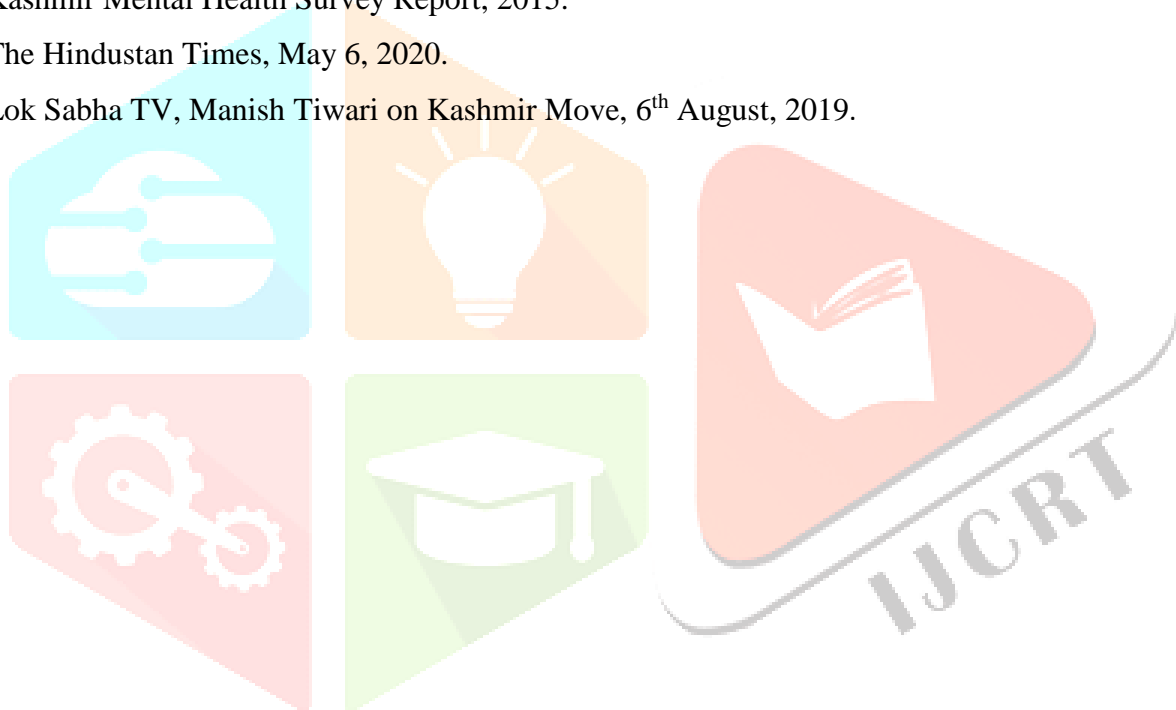 Kashmir Mental Health Survey Report, 2015.
The Hindustan Times, May 6, 2020.
Lok Sabha TV, Manish Tiwari on Kashmir Move, 6th August, 2019.
IJCRT